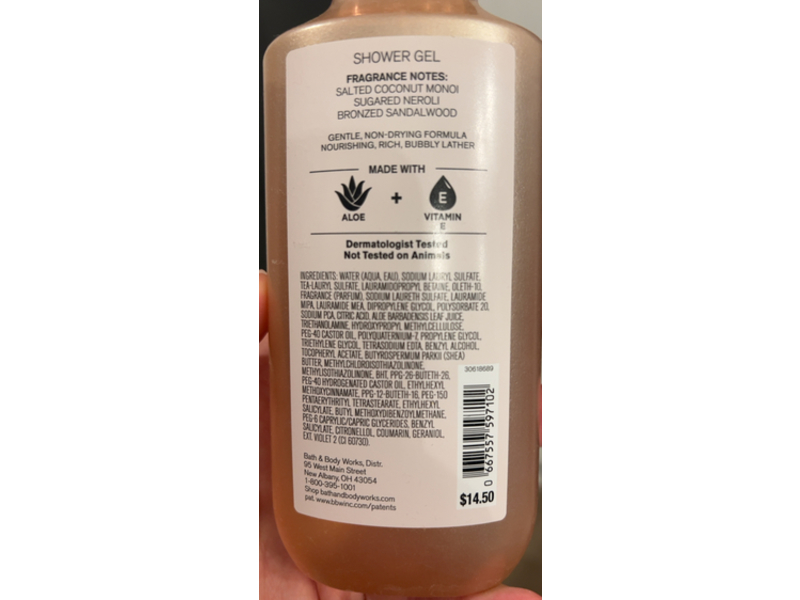 SHOWER GEL
FRAGRANCE NOTES:
SALTED COCONUT MONOI
SUGARED NEROLI
BRONZED SANDALWOOD
GENTLE, NON-DRYING FORMULA
NOURISHING, RICH, BUBBLY LATHER
MADE WITH
+
E
ALOE
VITAMIN
E
Dermatologist Tested
Not Tested on Animals
INGREDIENTS: WATER (AQUA, EAU), SODIUM LAURYL SULFATE,
TEA-LAURYL SULFATE, LAURAMIDOPROPYL BETAINE, OLETH-10,
FRAGRANCE (PARFUM), SODIUM LAURETH SULFATE, LAURAMIDE
MIPA, LAURAMIDE MEA, DIPROPYLENE GLYCOL, POLYSORBATE 20,
SODIUM PCA, CITRIC ACID, ALOE BARBADENSIS LEAF JUICE,
TRIETHANOLAMINE, HYDROXYPROPYL METHYLCELLULOSE,
PEG-40 CASTOR OIL, POLYQUATERNIUM-7, PROPYLENE GLYCOL,
TRIETHYLENE GLYCOL, TETRASODIUM EDTA, BENZYL ALCOHOL,
TOCOPHERYL ACETATE, BUTYROSPERMUM PARKII (SHEA)
BUTTER, METHYLCHLOROISOTHIAZOLINONE,
METHYLISOTHIAZOLINONE, BHT, PPG-26-BUTETH-26,
PEG-40 HYDROGENATED CASTOR OIL, ETHYLHEXYL
METHOXYCINNAMATE, PPG-12-BUTETH-16, PEG-150
PENTAERYTHRITYL TETRASTEARATE, ETHYLHEXYL
SALICYLATE, BUTYL METHOXYDIBENZOYLMETHANE,
PEG-6 CAPRYLIC/CAPRIC GLYCERIDES, BENZYL
SALICYLATE, CITRONELLOL, COUMARIN, GERANIOL,
EXT. VIOLET 2 (CI 60730).
Bath & Body Works, Distr.
95 West Main Street
New Albany, OH 43054
1-800-395-1001
Shop bathandbodyworks.com
pat. www.bbwinc.com/patents
30618689
0 667557 597102
$14.50